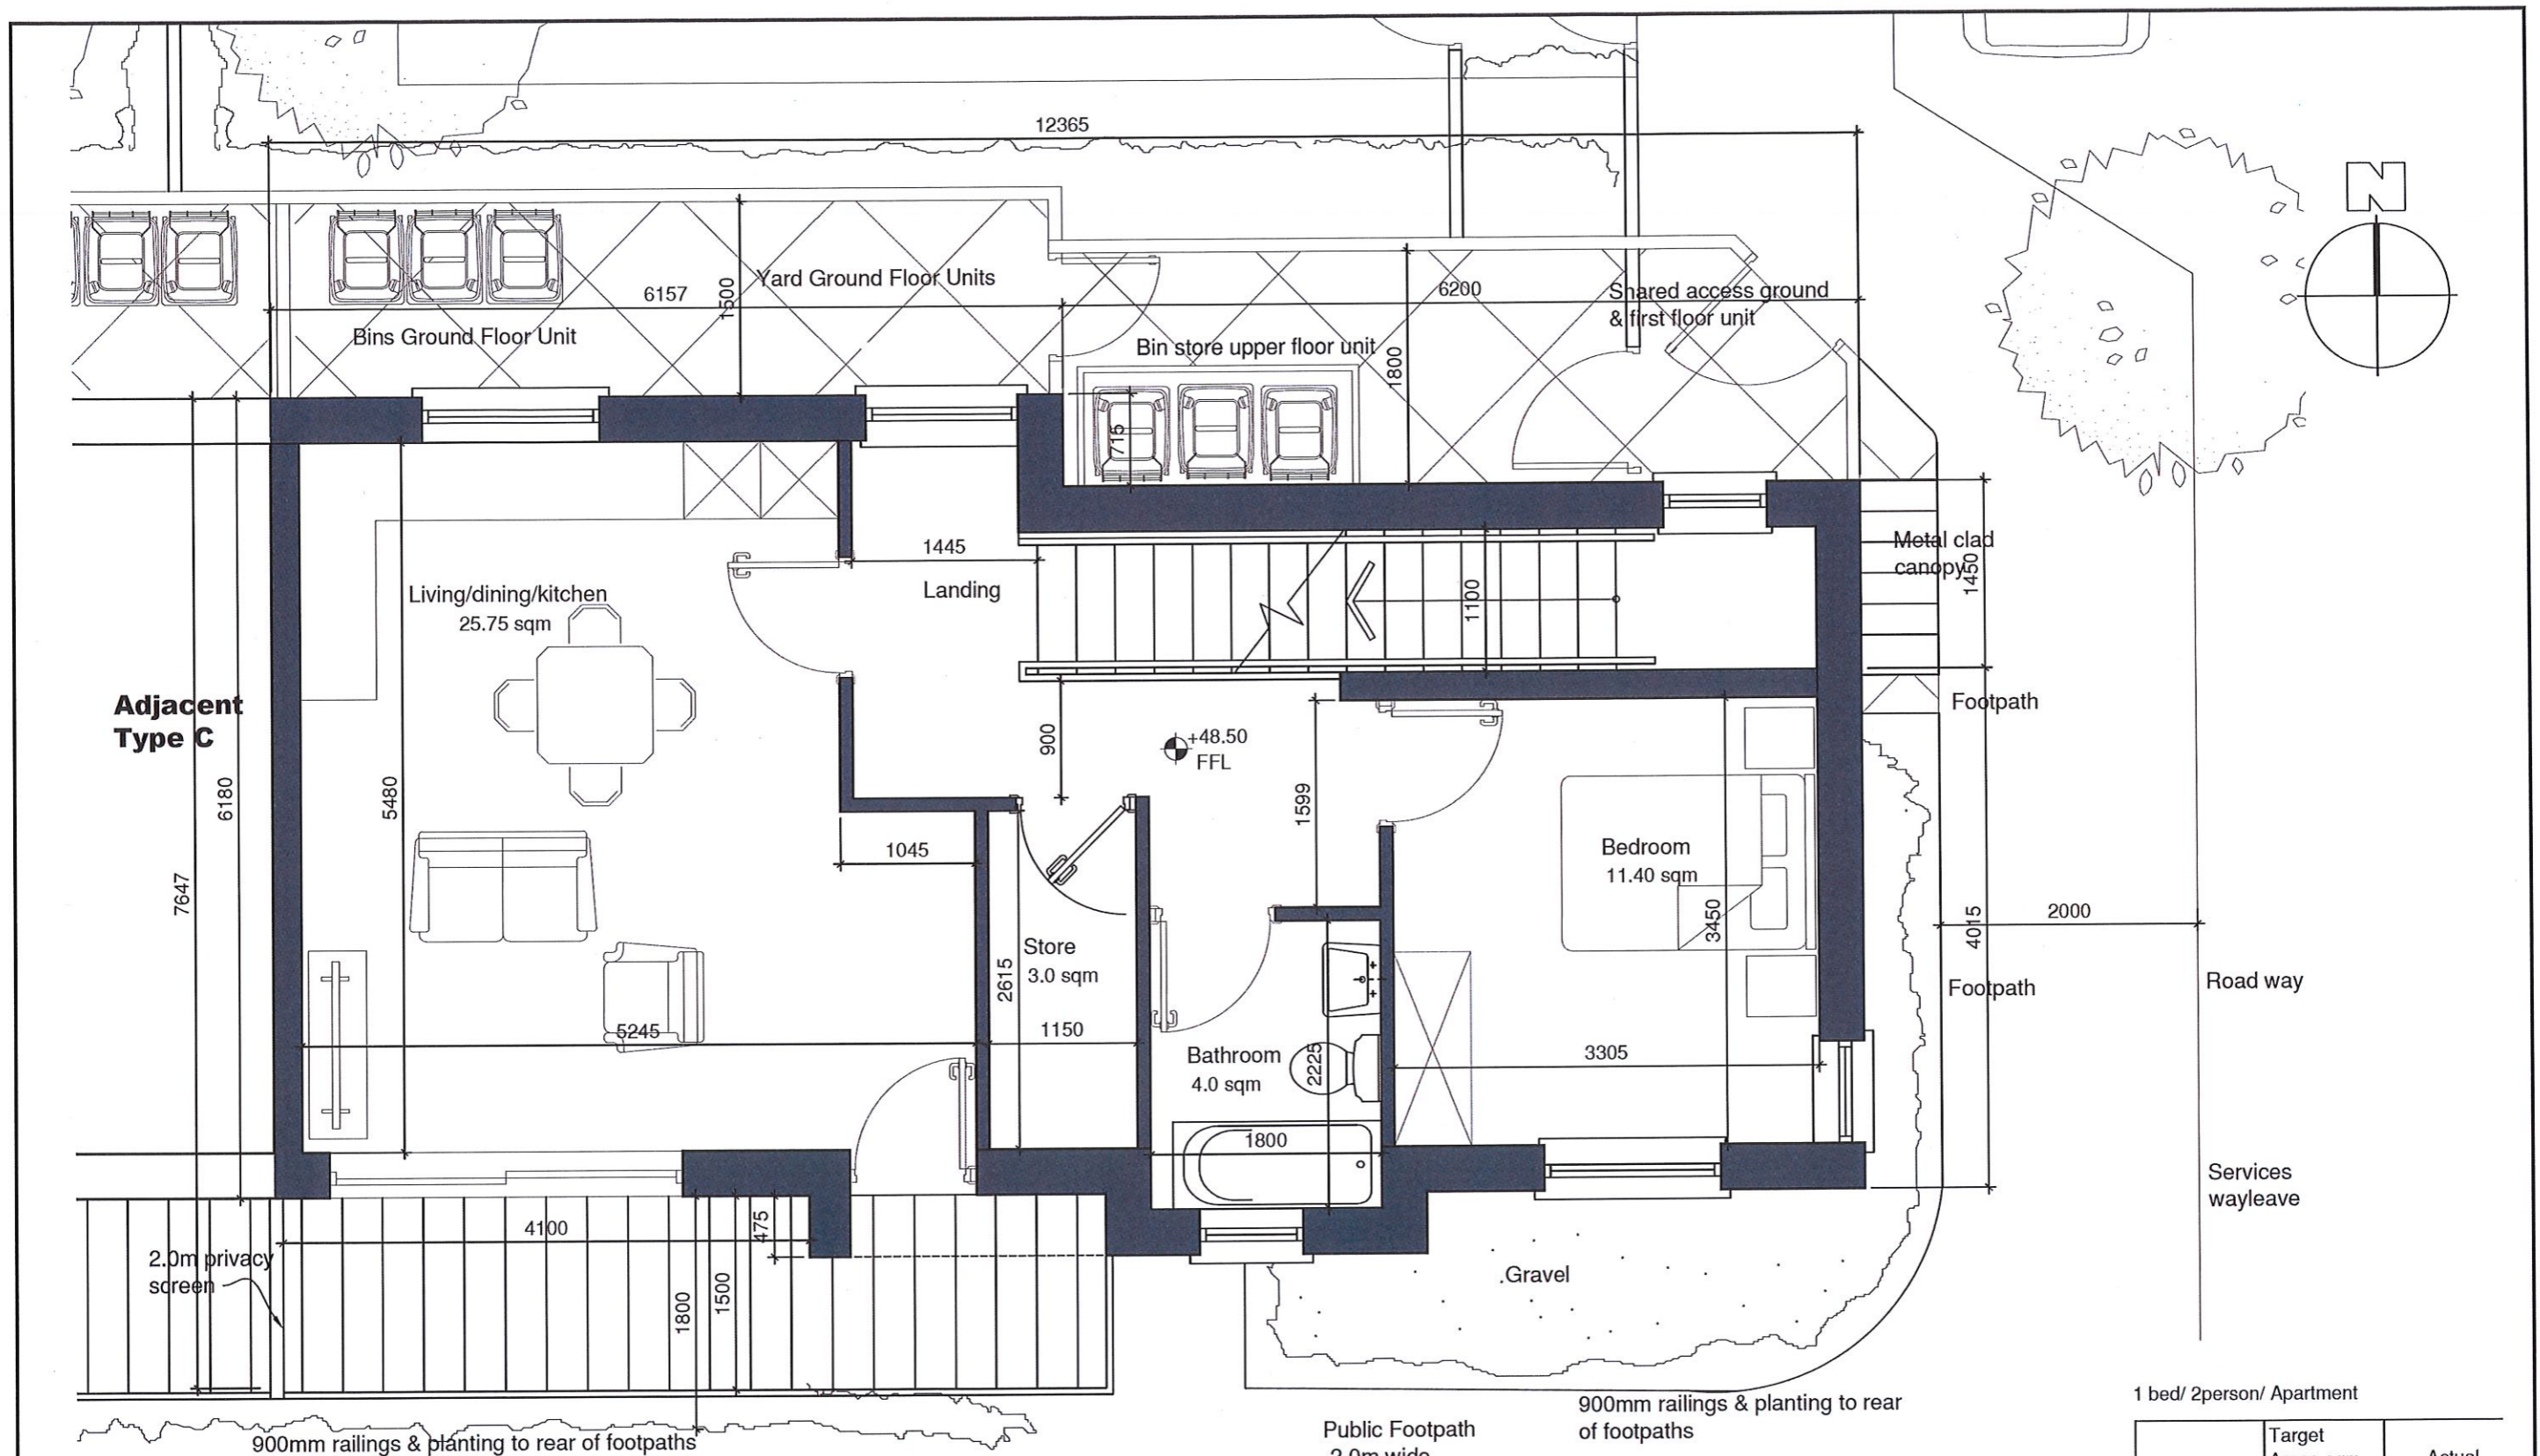 12365
N
Yard Ground Floor Units
6157
1500
6200
Shared access ground
& first floor unit
Bins Ground Floor Unit
Bin store upper floor unit
1800
715
Metal clad
canopy
1450
1445
Landing
1100
Living/dining/kitchen
25.75 sqm
Adjacent
Type C
Footpath
+48.50
FFL
900
6180
5480
1599
7647
1045
Bedroom
11.40 sqm
3450
4015
2000
Store
3.0 sqm
2615
Footpath
Road way
5245
1150
Bathroom
4.0 sqm
2225
3305
1800
Services
wayleave
4100
475
2.0m privacy
screen
1800
1500
Gravel
1 bed/ 2person/ Apartment
900mm railings & planting to rear
of footpaths
Public Footpath
2.0m wide
900mm railings & planting to rear of footpaths
Target
Actual